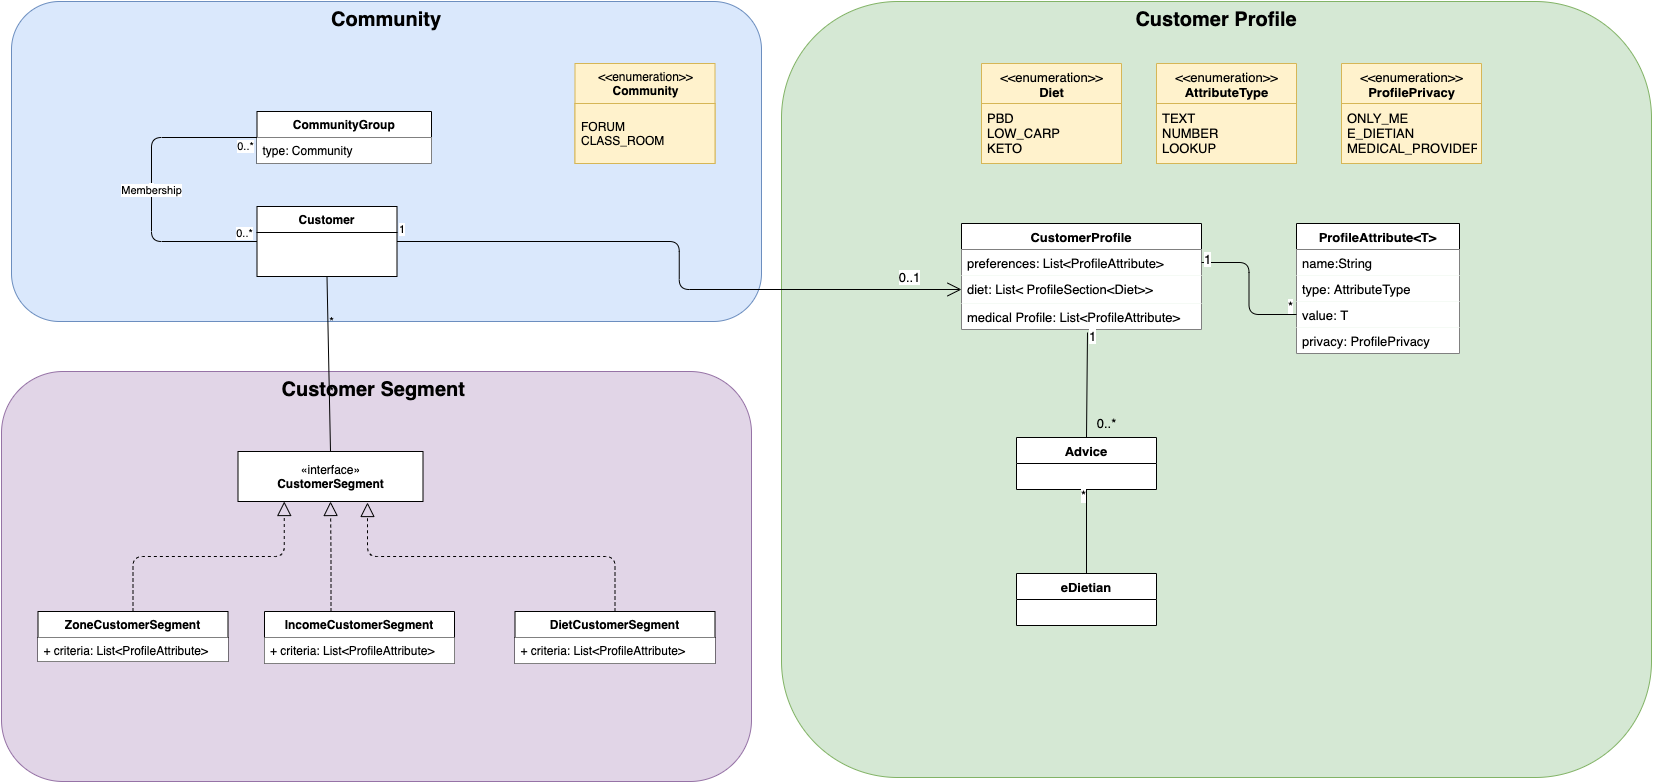 Community
<<enumeration>>
Community
FORUM
CLASS_ROOM
CommunityGroup
type: Community
0..*
Membership
0..*
Customer
1
*
Customer Segment
«interface»
CustomerSegment
ZoneCustomerSegment
+ criteria: List<ProfileAttribute>
IncomeCustomerSegment
+ criteria: List<ProfileAttribute>
DietCustomerSegment
+ criteria: List<ProfileAttribute>
Customer Profile
<<enumeration>>
Diet
PBD
LOW_CARP
KETO
<<enumeration>>
AttributeType
TEXT
NUMBER
LOOKUP
<<enumeration>>
ProfilePrivacy
ONLY_ME
E_DIETIAN
MEDICAL_PROVIDER
0..1
CustomerProfile
preferences: List<ProfileAttribute>
diet: List< ProfileSection<Diet>>
medical Profile: List<ProfileAttribute>
1
*
ProfileAttribute<T>
name:String
type: AttributeType
value: T
privacy: ProfilePrivacy
1
0..*
Advice
*
eDietian